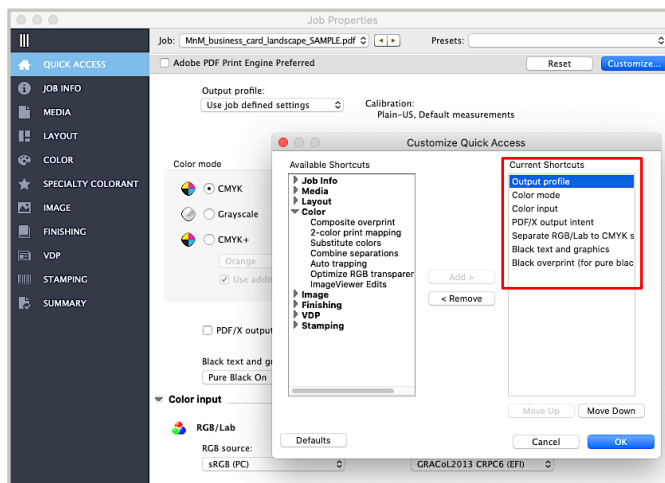 Job Properties
Job: MnM_business_card_landscape_SAMPLE.pdf
Presets:
QUICK ACCESS
Adobe PDF Print Engine Preferred
Reset
Customize...
JOB INFO
MEDIA
LAYOUT
COLOR
SPECIALTY COLORANT
IMAGE
FINISHING
VDP
STAMPING
SUMMARY
Output profile:
Use job defined settings
Calibration:
Plain-US, Default measurements
Color mode
CMYK
Grayscale
CMYK+
Orange
Use addit
PDF/X outpu
Black text and g
Pure Black On
Color input
RGB/Lab
RGB source:
sRGB (PC)
GRACoL2013 CRPC6 (EFI)
Customize Quick Access
Available Shortcuts
Job Info
Media
Layout
Color
Composite overprint
2-color print mapping
Substitute colors
Combine separations
Auto trapping
Optimize RGB transparer
ImageViewer Edits
Image
Finishing
VDP
Stamping
Add >
< Remove
Current Shortcuts
Output profile
Color mode
Color input
PDF/X output intent
Separate RGB/Lab to CMYK s
Black text and graphics
Black overprint (for pure blac
Move Up
Move Down
Defaults
Cancel
OK